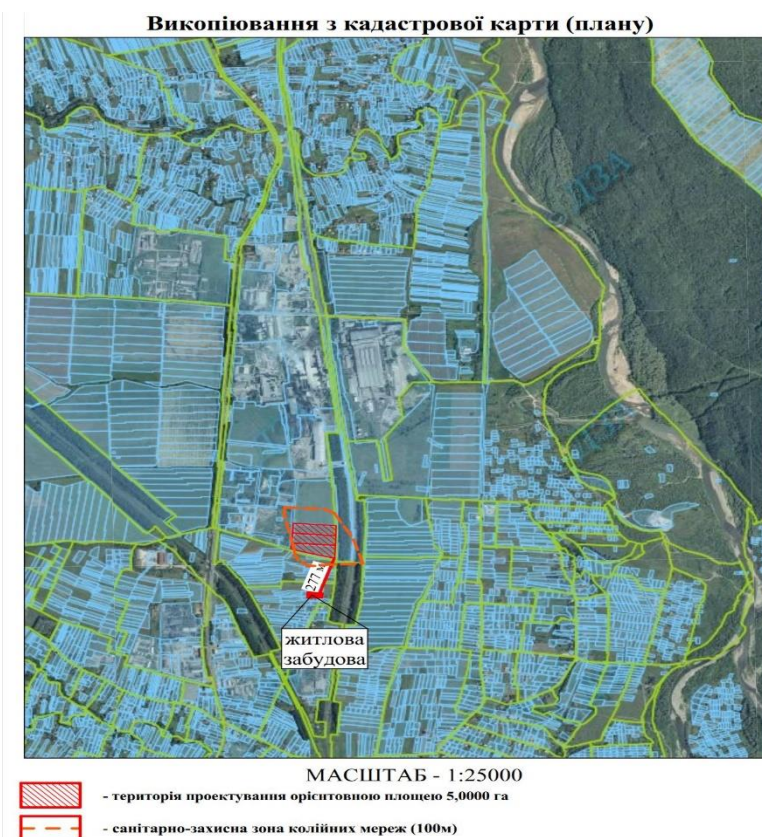 Викопіювання з кадастрової карти (плану)
ДЗА
277 м
житлова
забудова
МАСШТАБ - 1:25000
- територія проектування орієнтовною площею 5,0000 га
- санітарно-захисна зона колійних мереж (100м)